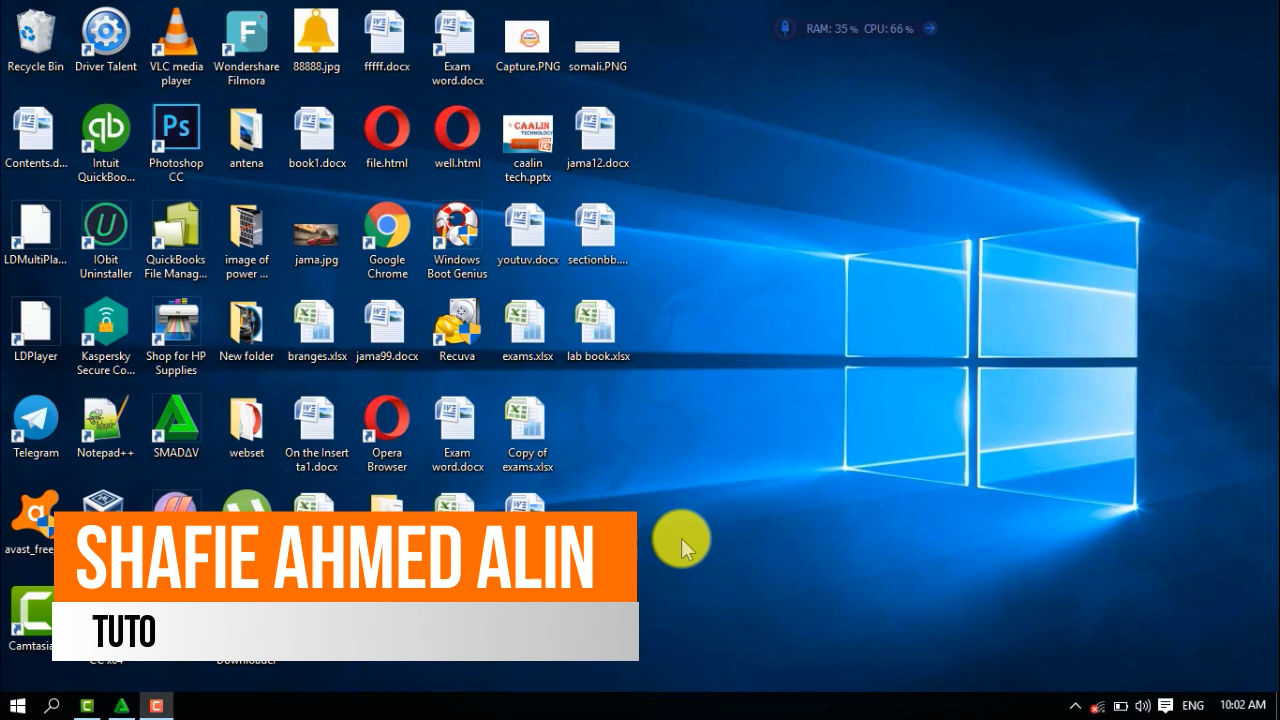 RAM: 35% CPU: 66%
Recycle Bin
Driver Talent
VLC media
player
Wondershare
Filmora
88888.jpg
fffff.docx
Exam
word.docx
Capture.PNG
somali.PNG
Contents.d...
Intuit
QuickBoo...
Ps
Photoshop
CC
antena
book1.docx
file.html
well.html
CAALIN
TECHNOLOGY
caalin
tech.pptx
jama12.docx
LDMultiPla...
IObit
Uninstaller
QuickBooks
File Manag...
image of
power ...
jama.jpg
Google
Chrome
Windows
Boot Genius
youtuv.docx
sectionbb....
LDPlayer
Kaspersky
Secure Co...
Shop for HP
Supplies
New folder
branges.xlsx
jama99.docx
Recuva
exams.xlsx
lab book.xlsx
Telegram
Notepad++
SMADΔV
webset
On the Insert
ta1.docx
Opera
Browser
Exam
word.docx
Copy of
exams.xlsx
avast_free
SHAFIE AHMED ALIN
TUTO
Camtasia
ENG
10:02 AM